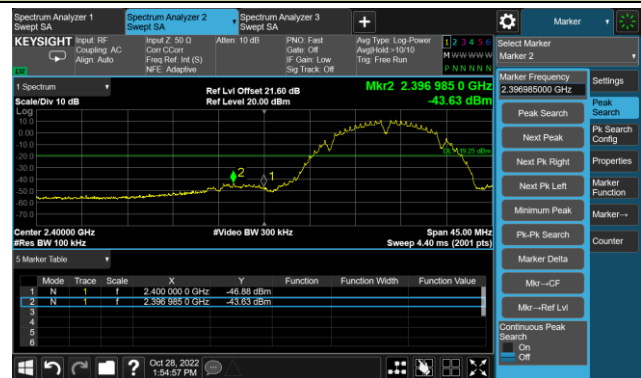 Spectrum Analyzer 1
Swept SA
Spectrum Analyzer 2
Swept SA
Spectrum Analyzer 3
Swept SA
Marker
KEYSIGHT
Input: RF
Coupling: AC
Align: Auto
Input Z: 50 Ω
Corr CCorr
Freq Ref: Int (S)
NFE: Adaptive
Atten: 10 dB
PNO: Fast
Gate: Off
IF Gain: Low
Sig Track: Off
Avg Type: Log-Power
Avg|Hold:>10/10
Trig: Free Run
1 2 3 4 5 6
M W W W W W
P N N N N N
Select Marker
Marker 2
1 Spectrum
Scale/Div 10 dB
Log
Ref Lvl Offset 21.60 dB
Ref Level 20.00 dBm
Mkr2 2.396 985 0 GHz
-43.63 dBm
10.0
0.00
-10.0
-20.0
-30.0
-40.0
-50.0
-60.0
-70.0
2
1
Center 2.40000 GHz
#Res BW 100 kHz
#Video BW 300 kHz
Span 45.00 MHz
Sweep 4.40 ms (2001 pts)
5 Marker Table
Mode Trace Scale X Y Function Function Width Function Value
1 N 1 f 2.400 000 0 GHz -46.88 dBm
2 N 1 f 2.396 985 0 GHz -43.63 dBm
3
4
5
6
Oct 28, 2022
1:54:57 PM
Marker Frequency
2.396985000 GHz
Peak Search
Next Peak
Next Pk Right
Next Pk Left
Minimum Peak
Pk-Pk Search
Marker Delta
Mkr→CF
Mkr→Ref Lvl
Continuous Peak
Search
On
Off
Settings
Peak
Search
Pk Search
Config
Properties
Marker
Function
Marker→
Counter